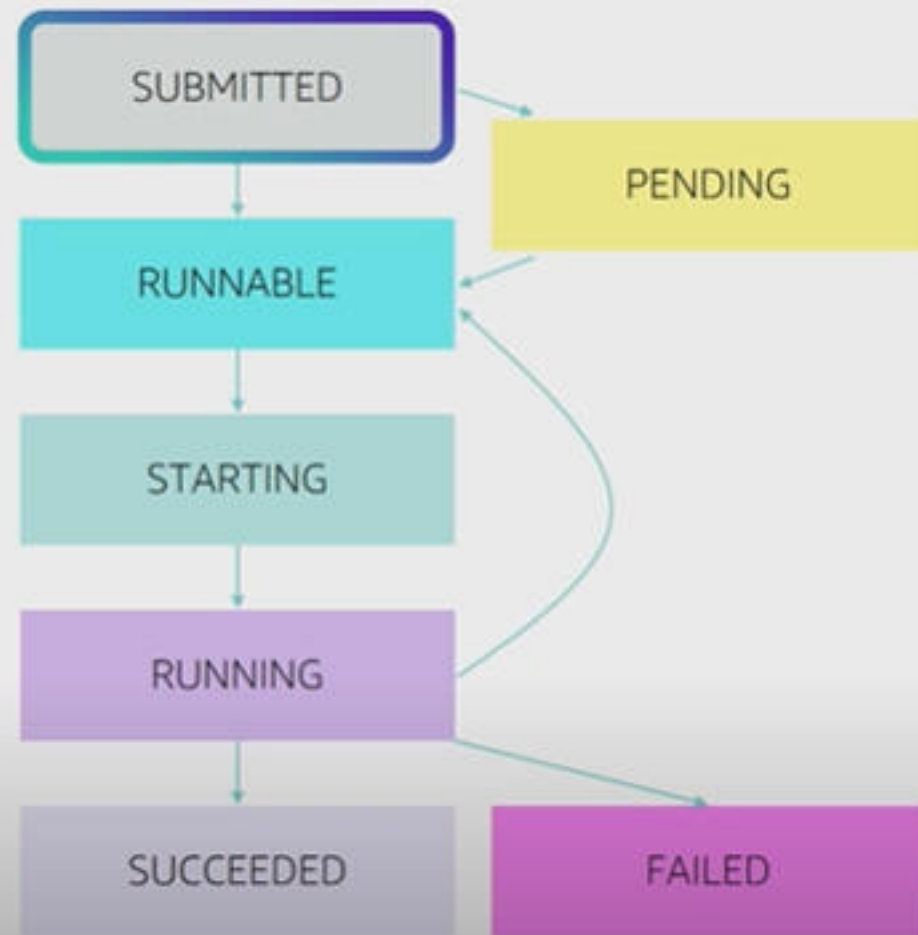 SUBMITTED
PENDING
RUNNABLE
STARTING
RUNNING
SUCCEEDED
FAILED